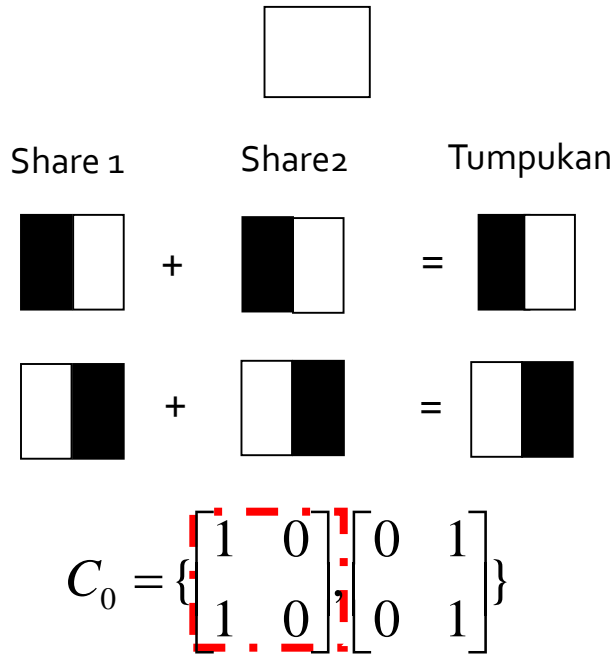 Share 1 Share2 Tumpukan
+ =
+ =
C₀ = {[1 0
1 0], [0 1
0 1]}